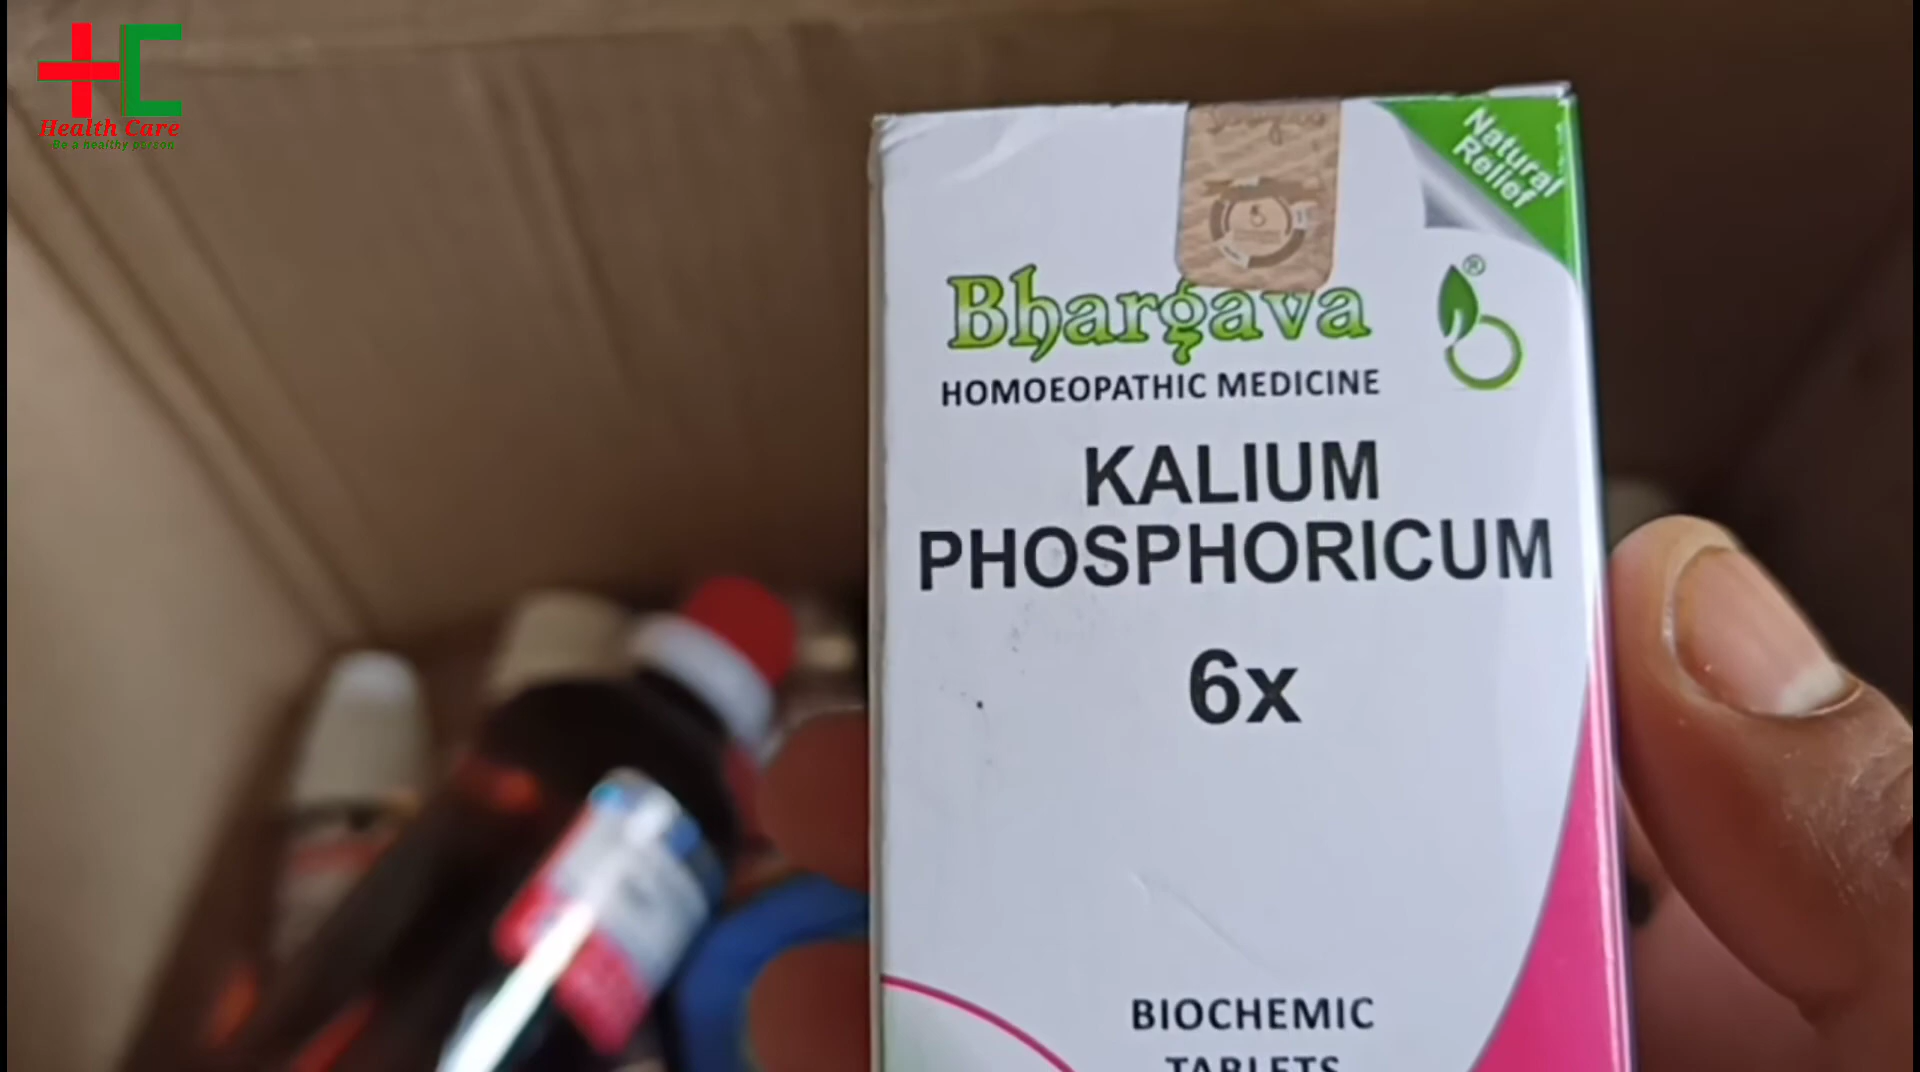 Health Care
Be a healthy person
Natural
Relief
Bhargava
®
HOMOEOPATHIC MEDICINE
KALIUM
PHOSPHORICUM
6x
BIOCHEMIC
TABLETS